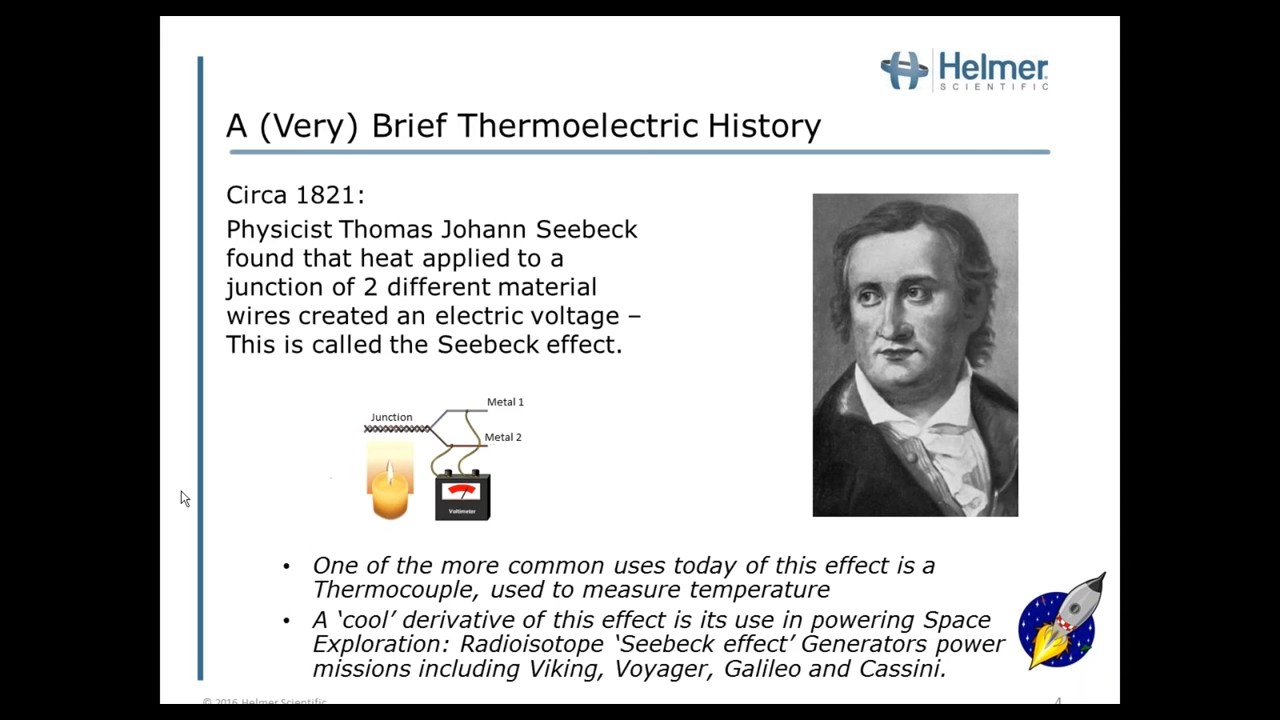 Helmer
SCIENTIFIC
A (Very) Brief Thermoelectric History
Circa 1821:
Physicist Thomas Johann Seebeck
found that heat applied to a
junction of 2 different material
wires created an electric voltage –
This is called the Seebeck effect.
Metal 1
Junction
Metal 2
Voltmeter
• One of the more common uses today of this effect is a
Thermocouple, used to measure temperature
• A ‘cool’ derivative of this effect is its use in powering Space
Exploration: Radioisotope ‘Seebeck effect’ Generators power
missions including Viking, Voyager, Galileo and Cassini.
© 2016 Helmer Scientific
4